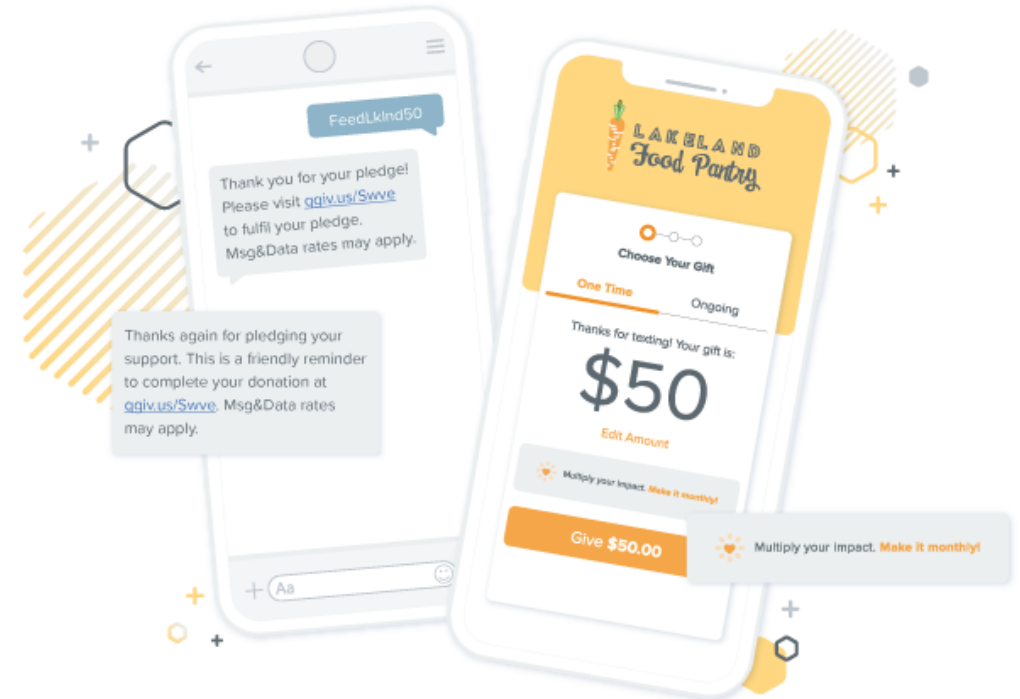 FeedLklnd50
Thank you for your pledge!
Please visit qgiv.us/Swve
to fulfil your pledge.
Msg&Data rates may apply.
Thanks again for pledging your
support. This is a friendly reminder
to complete your donation at
qgiv.us/Swve. Msg&Data rates
may apply.
Aa
LAKELAND
Food Pantry
Choose Your Gift
One Time
Ongoing
Thanks for texting! Your gift is:
$50
Edit Amount
Multiply your impact. Make it monthly!
Give $50.00
Multiply your impact. Make it monthly!